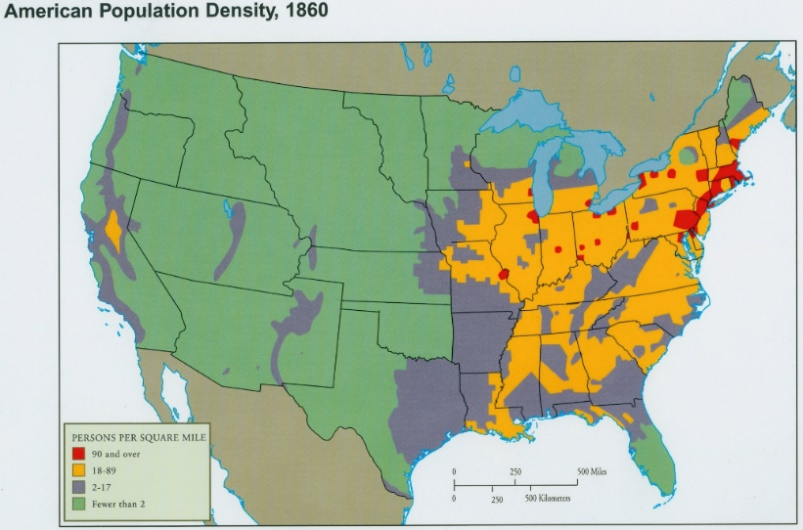 American Population Density, 1860
PERSONS PER SQUARE MILE
90 and over
18-89
2-17
Fewer than 2
0 250 500 Miles
0 250 500 Kilometers